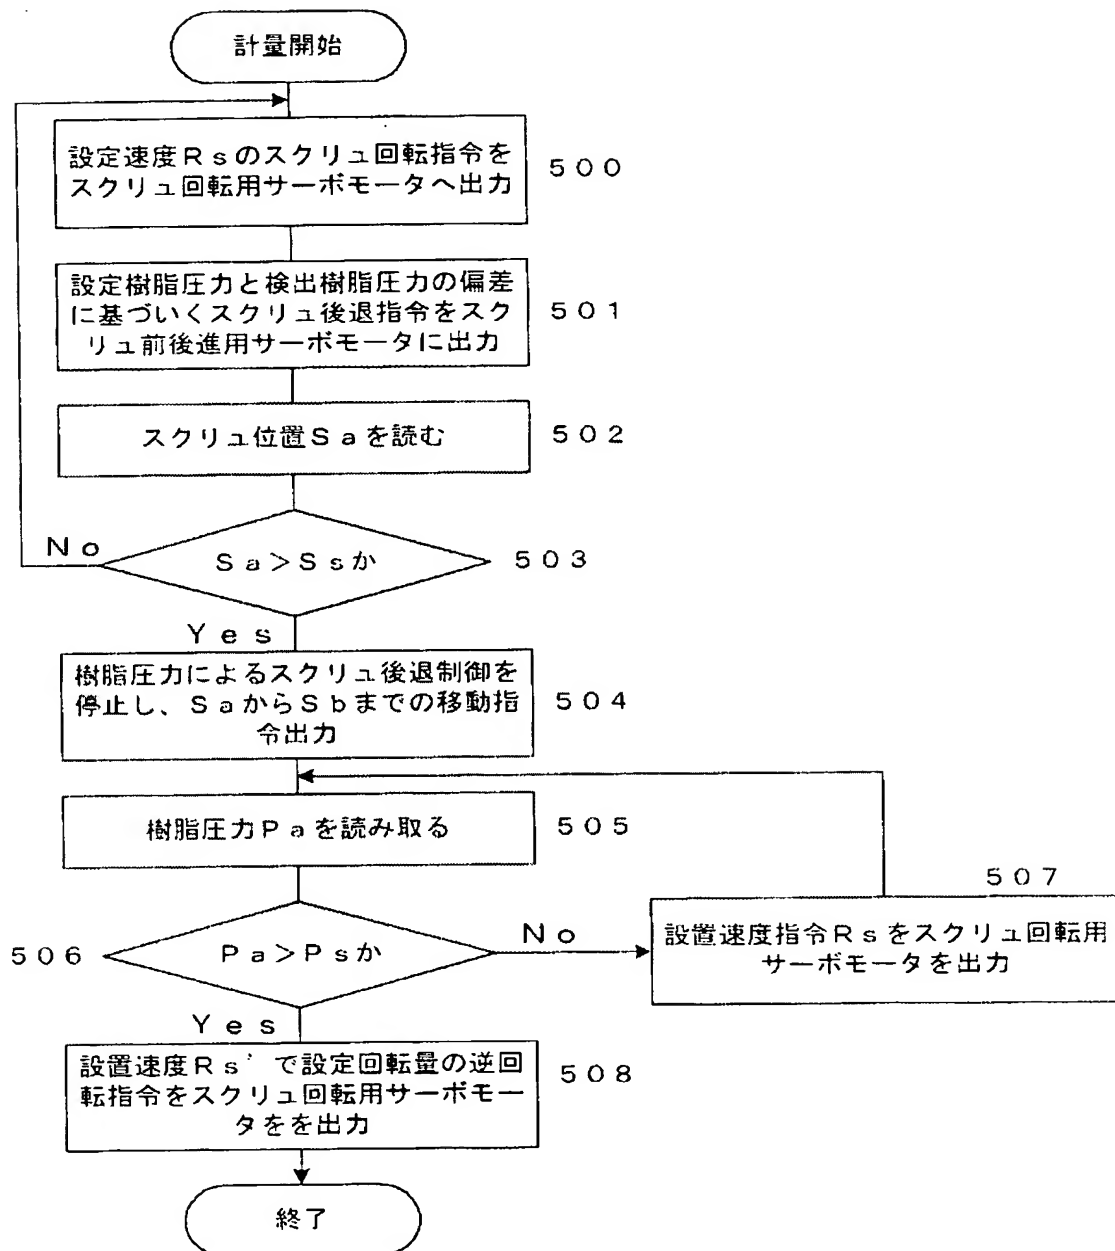 計量開始
設定速度Ｒｓのスクリュ回転指令を
スクリュ回転用サーボモータへ出力
５００
設定樹脂圧力と検出樹脂圧力の偏差
に基づいくスクリュ後退指令をスク
リュ前後進用サーボモータに出力
５０１
スクリュ位置Ｓａを読む
５０２
Ｎｏ
Ｓａ＞Ｓｓか
５０３
Ｙｅｓ
樹脂圧力によるスクリュ後退制御を
停止し、ＳａからＳｂまでの移動指
令出力
５０４
樹脂圧力Ｐａを読み取る
５０５
５０６
Ｐａ＞Ｐｓか
Ｎｏ
５０７
設置速度指令Ｒｓをスクリュ回転用
サーボモータを出力
Ｙｅｓ
設置速度Ｒｓ’で設定回転量の逆回
転指令をスクリュ回転用サーボモー
タをを出力
５０８
終了